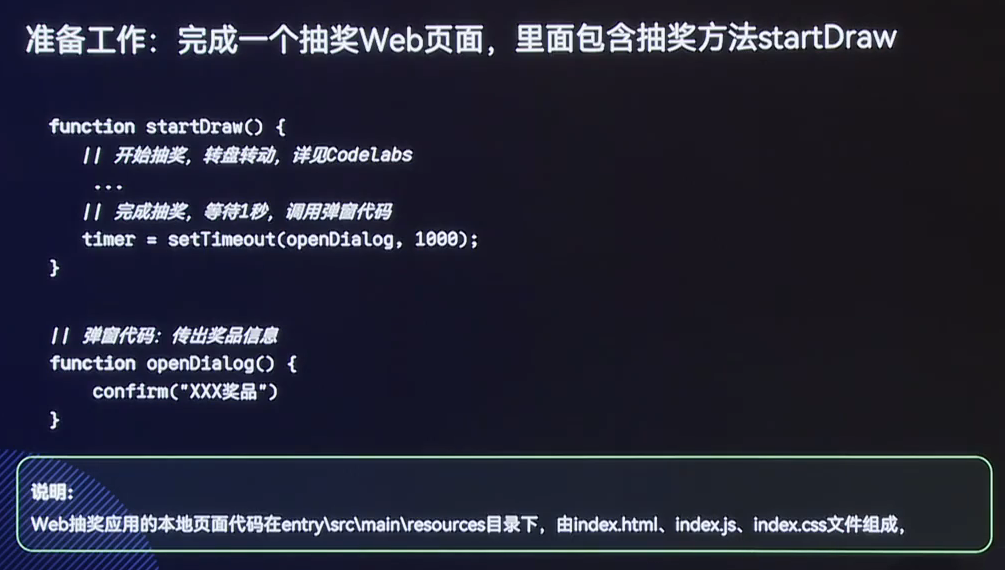 准备工作：完成一个抽奖Web页面，里面包含抽奖方法startDraw
function startDraw() {
// 开始抽奖，转盘转动，详见Codelabs
...
// 完成抽奖，等待1秒，调用弹窗代码
timer = setTimeout(openDialog, 1000);
}
// 弹窗代码：传出奖品信息
function openDialog() {
confirm("XXX奖品")
}
说明：
Web抽奖应用的本地页面代码在entry\src\main\resources目录下，由index.html、index.js、index.css文件组成，